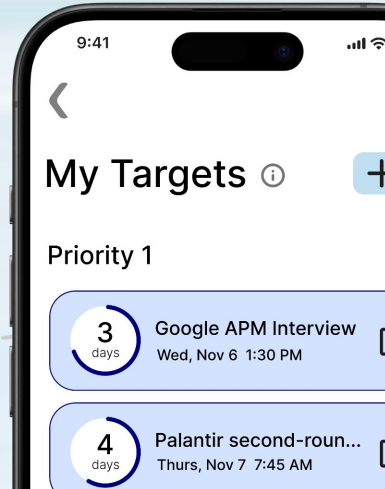 9:41
My Targets
Priority 1
3
days
Google APM Interview
Wed, Nov 6 1:30 PM
4
days
Palantir second-roun...
Thurs, Nov 7 7:45 AM